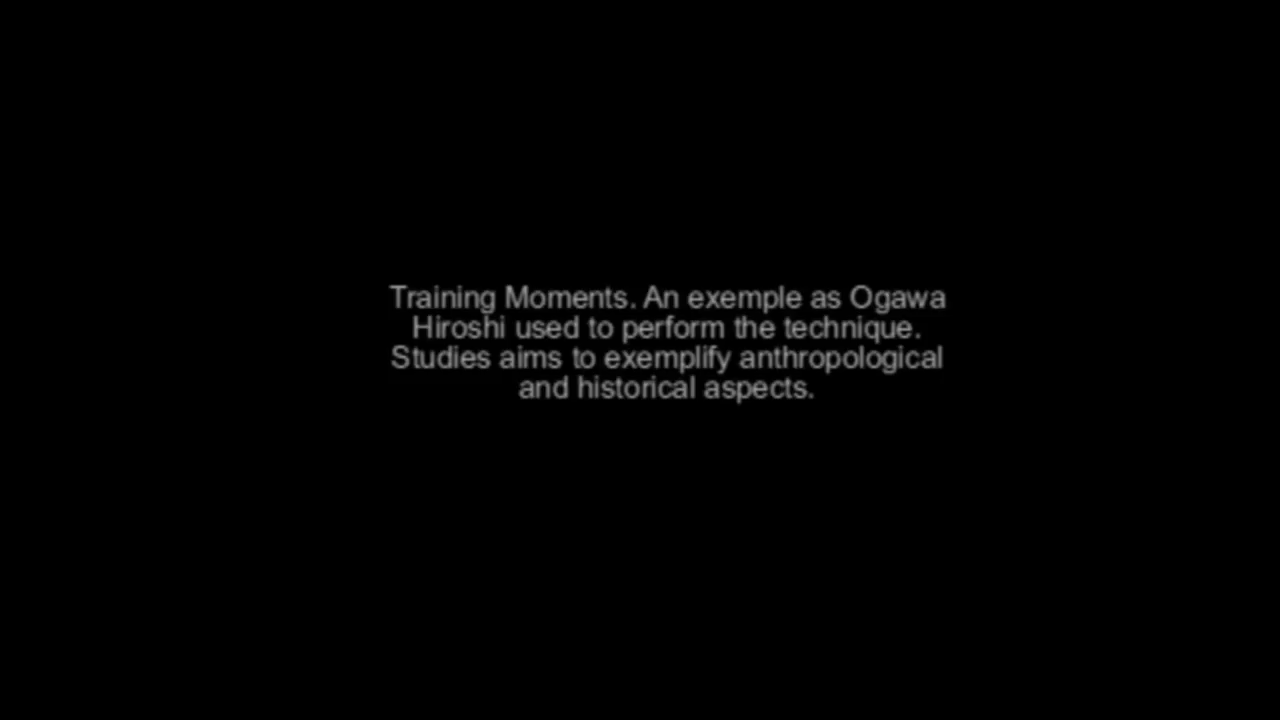 Training Moments. An exemple as Ogawa
Hiroshi used to perform the technique.
Studies aims to exemplify anthropological
and historical aspects.